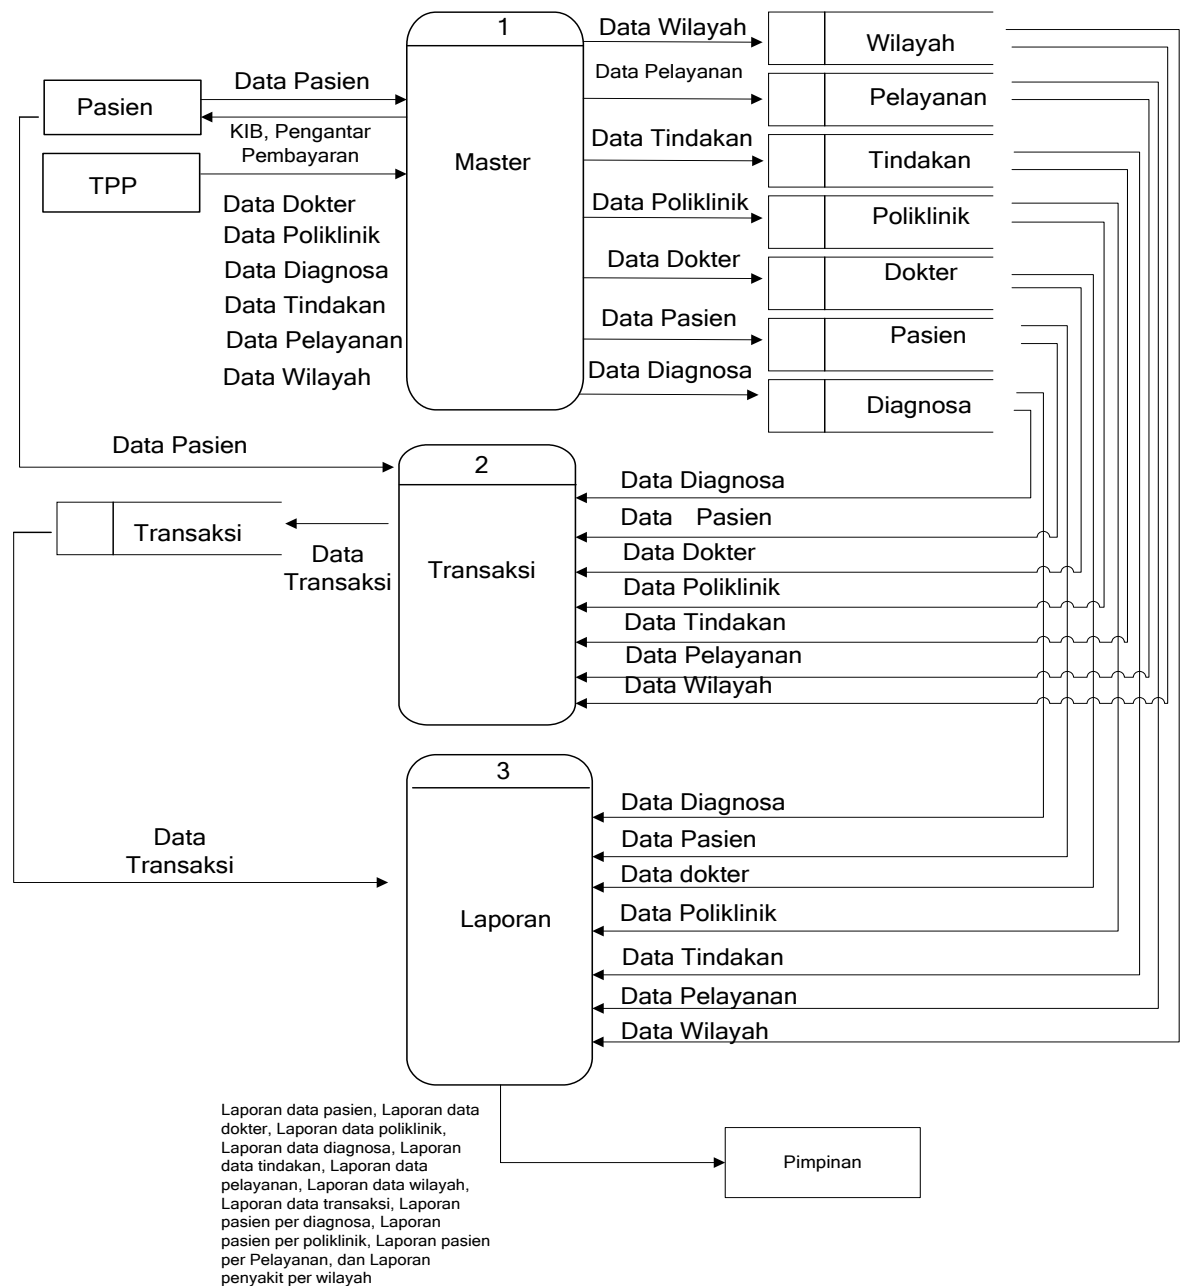 1
Master
Pasien
TPP
Data Pasien
KIB, Pengantar
Pembayaran
Data Dokter
Data Poliklinik
Data Diagnosa
Data Tindakan
Data Pelayanan
Data Wilayah
Data Wilayah
Data Pelayanan
Data Tindakan
Data Poliklinik
Data Dokter
Data Pasien
Data Diagnosa
Wilayah
Pelayanan
Tindakan
Poliklinik
Dokter
Pasien
Diagnosa
Data Pasien
2
Transaksi
Transaksi
Data
Transaksi
Data Diagnosa
Data Pasien
Data Dokter
Data Poliklinik
Data Tindakan
Data Pelayanan
Data Wilayah
3
Laporan
Data
Transaksi
Data Diagnosa
Data Pasien
Data dokter
Data Poliklinik
Data Tindakan
Data Pelayanan
Data Wilayah
Laporan data pasien, Laporan data
dokter, Laporan data poliklinik,
Laporan data diagnosa, Laporan
data tindakan, Laporan data
pelayanan, Laporan data wilayah,
Laporan data transaksi, Laporan
pasien per diagnosa, Laporan
pasien per poliklinik, Laporan pasien
per Pelayanan, dan Laporan
penyakit per wilayah
Pimpinan